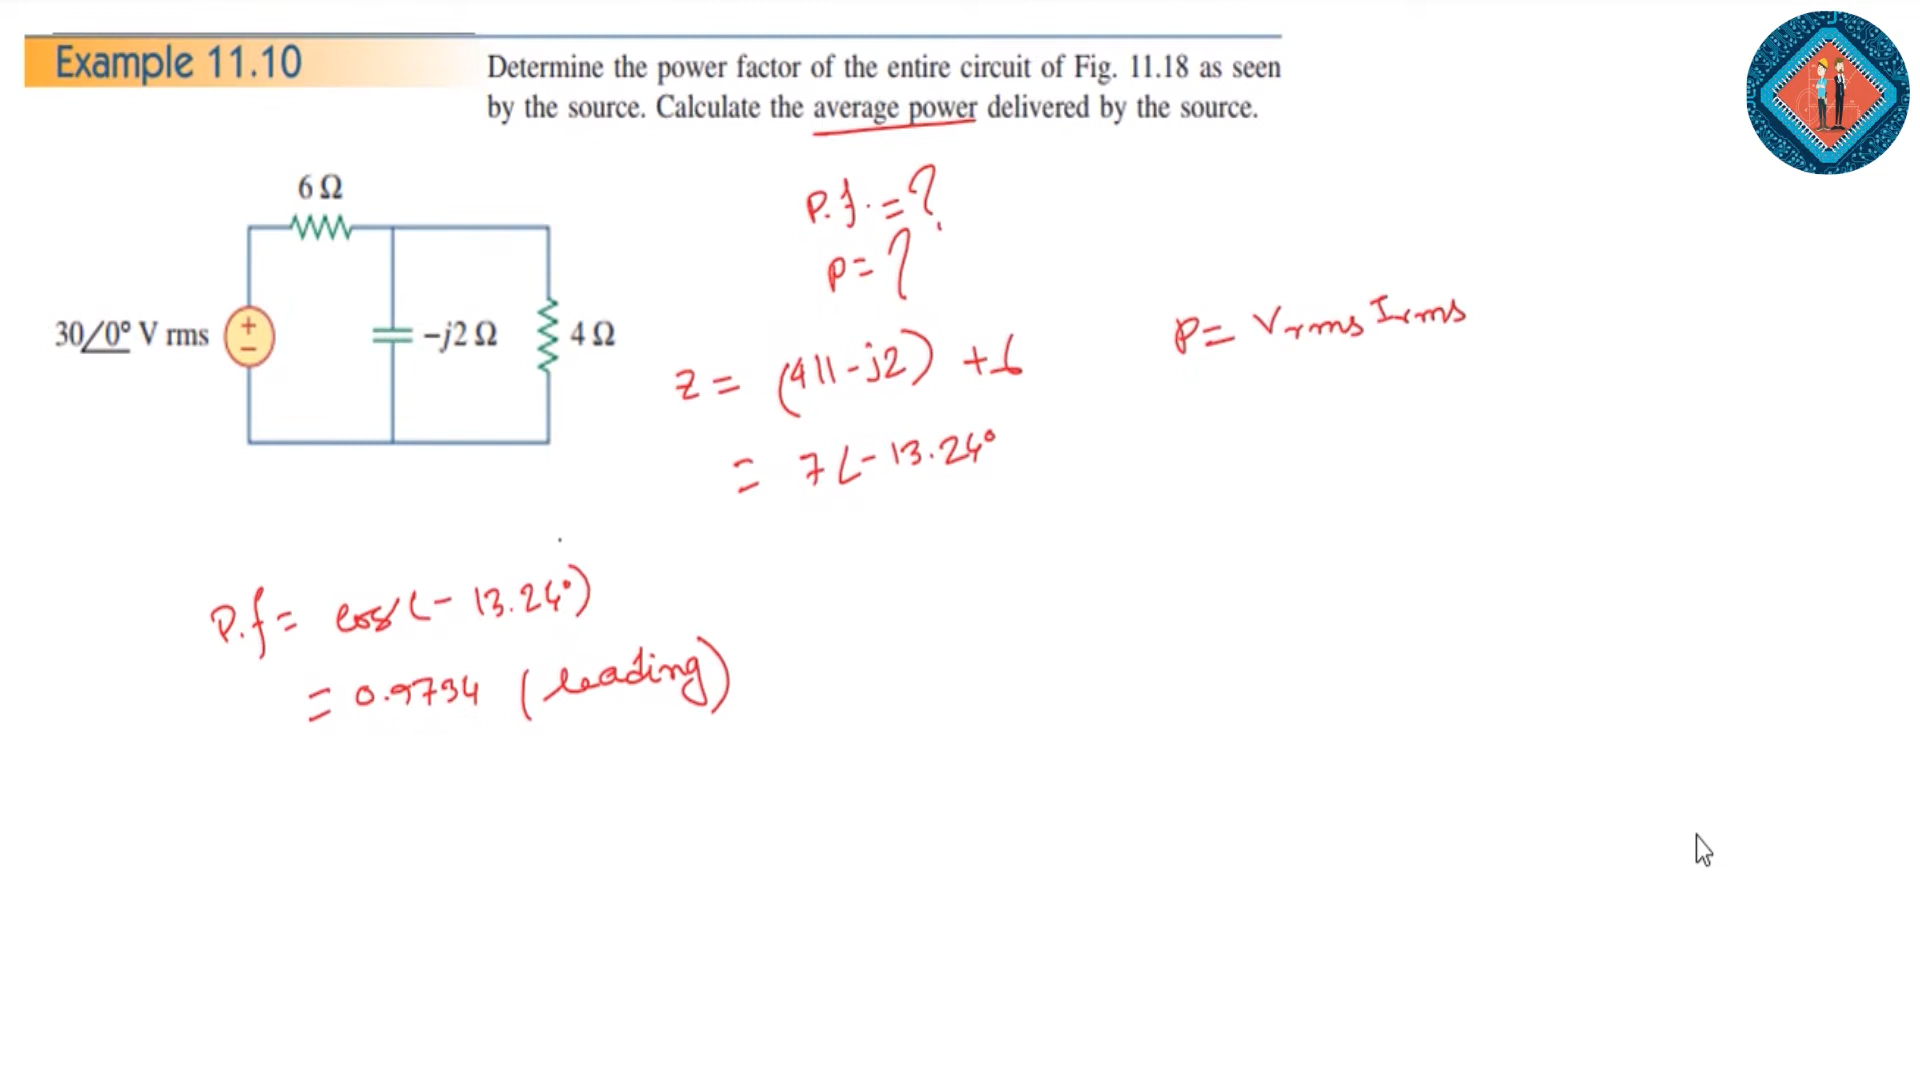 Example 11.10
Determine the power factor of the entire circuit of Fig. 11.18 as seen
by the source. Calculate the average power delivered by the source.
6 Ω
30/0° V rms
+
−
−j2 Ω
4 Ω
P.f. = ?
P = ?
Z = (4||-j2) +6
= 7∠-13.24°
P = Vrms Irms
P.f = cos(-13.24°)
= 0.9734 (leading)